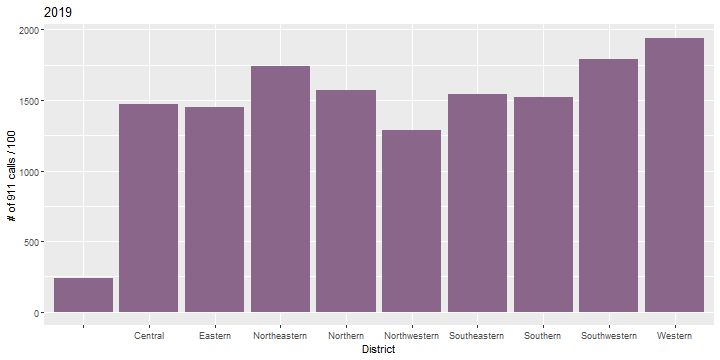 2019
# of 911 calls / 100
2000
1500
1000
500
0
Central Eastern Northeastern Northern Northwestern Southeastern Southern Southwestern Western
District